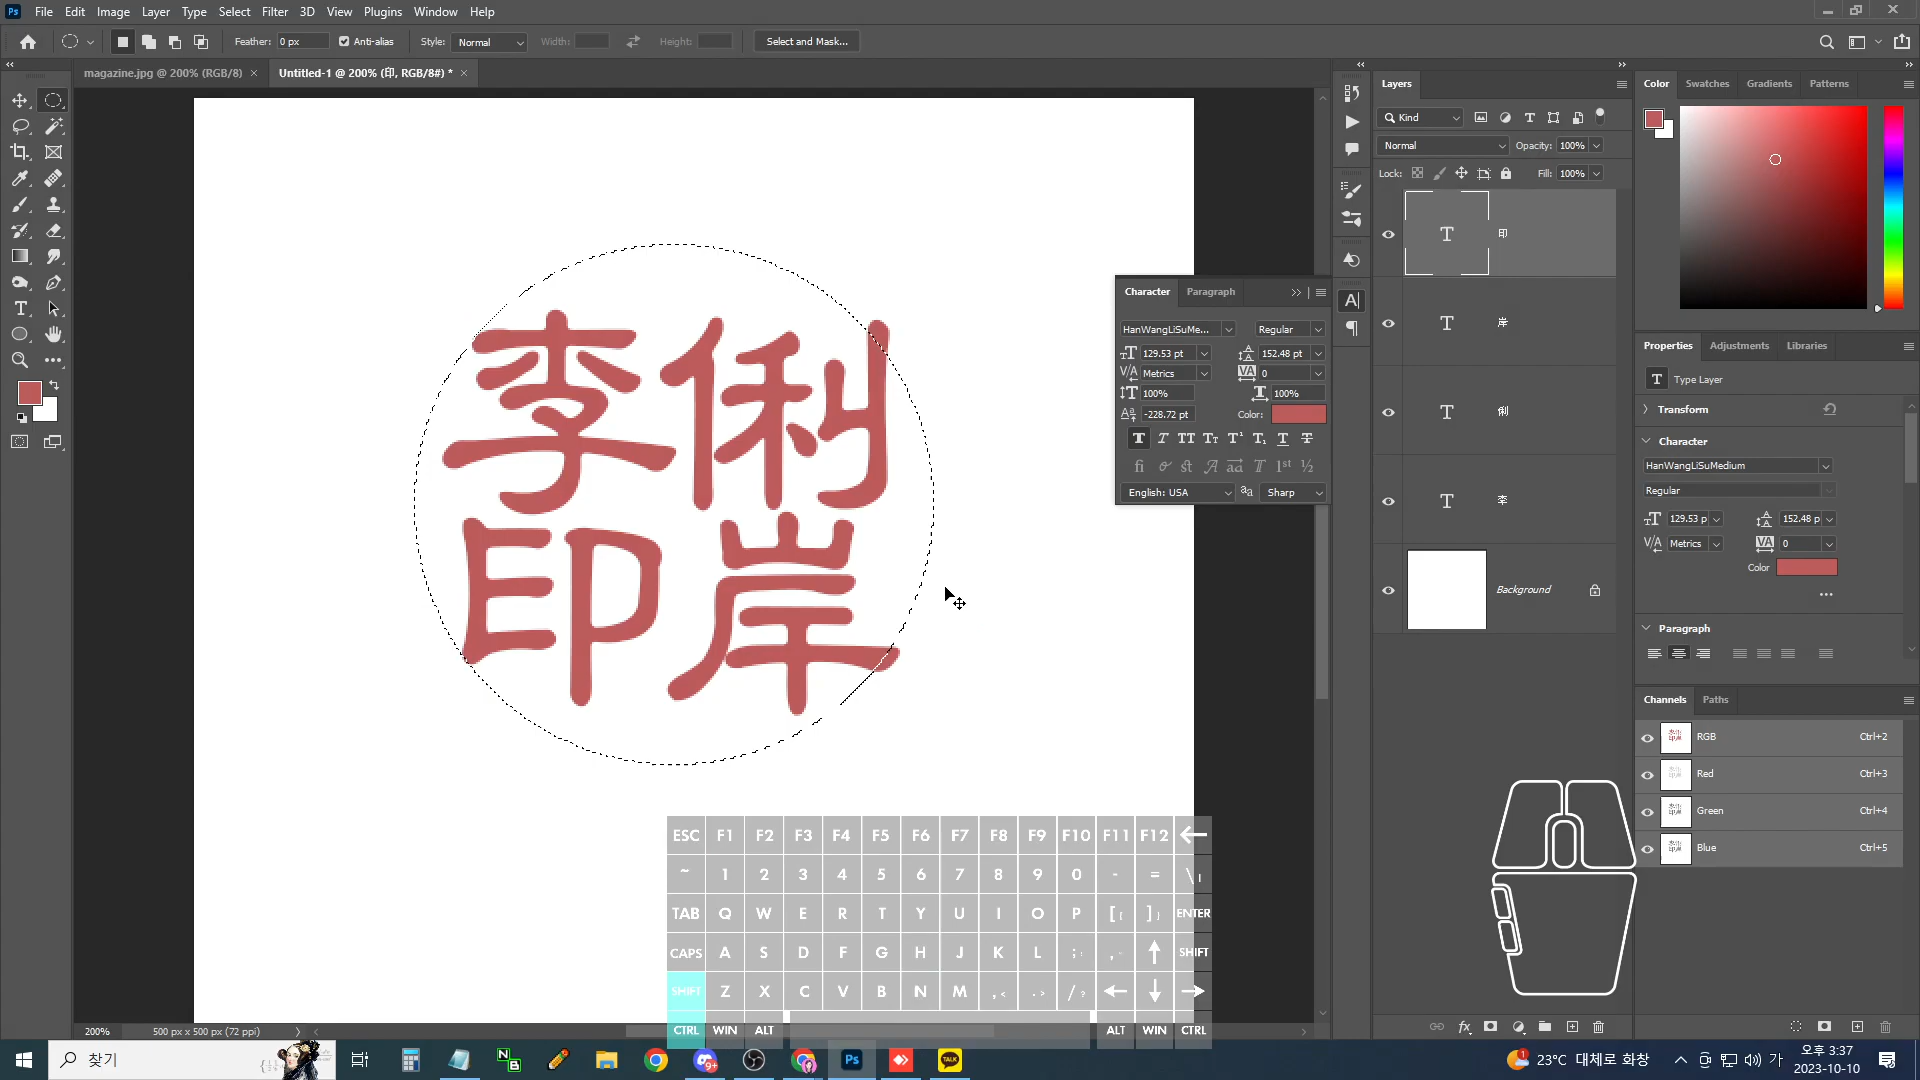 Ps File Edit Image Layer Type Select Filter 3D View Plugins Window Help
Feather: 0 px Anti-alias Style: Normal Width: Height: Select and Mask...
magazine.jpg @ 200% (RGB/8) × Untitled-1 @ 200% (印, RGB/8#) * ×
李俐
印岸
Character Paragraph
HanWangLiSuMe... Regular
129.53 pt 152.48 pt
Metrics 0
100% 100%
-228.72 pt Color:
English: USA Sharp
Layers
Kind
Normal Opacity: 100%
Lock: Fill: 100%
T 印
T 岸
T 俐
T 李
Background
Color Swatches Gradients Patterns
Properties Adjustments Libraries
T Type Layer
Transform
Character
HanWangLiSuMedium
Regular
129.53 p 152.48 p
Metrics 0
Color
Paragraph
Channels Paths
RGB Ctrl+2
Red Ctrl+3
Green Ctrl+4
Blue Ctrl+5
ESC F1 F2 F3 F4 F5 F6 F7 F8 F9 F10 F11 F12 ←
~ 1 2 3 4 5 6 7 8 9 0 - = \
TAB Q W E R T Y U I O P [ ] ENTER
CAPS A S D F G H J K L ; SHIFT
SHIFT Z X C V B N M , < . > / ? ← ↓ →
CTRL WIN ALT ALT WIN CTRL
200% 500 px x 500 px (72 ppi)
찾기
23°C 대체로 화창 가 오후 3:37
2023-10-10